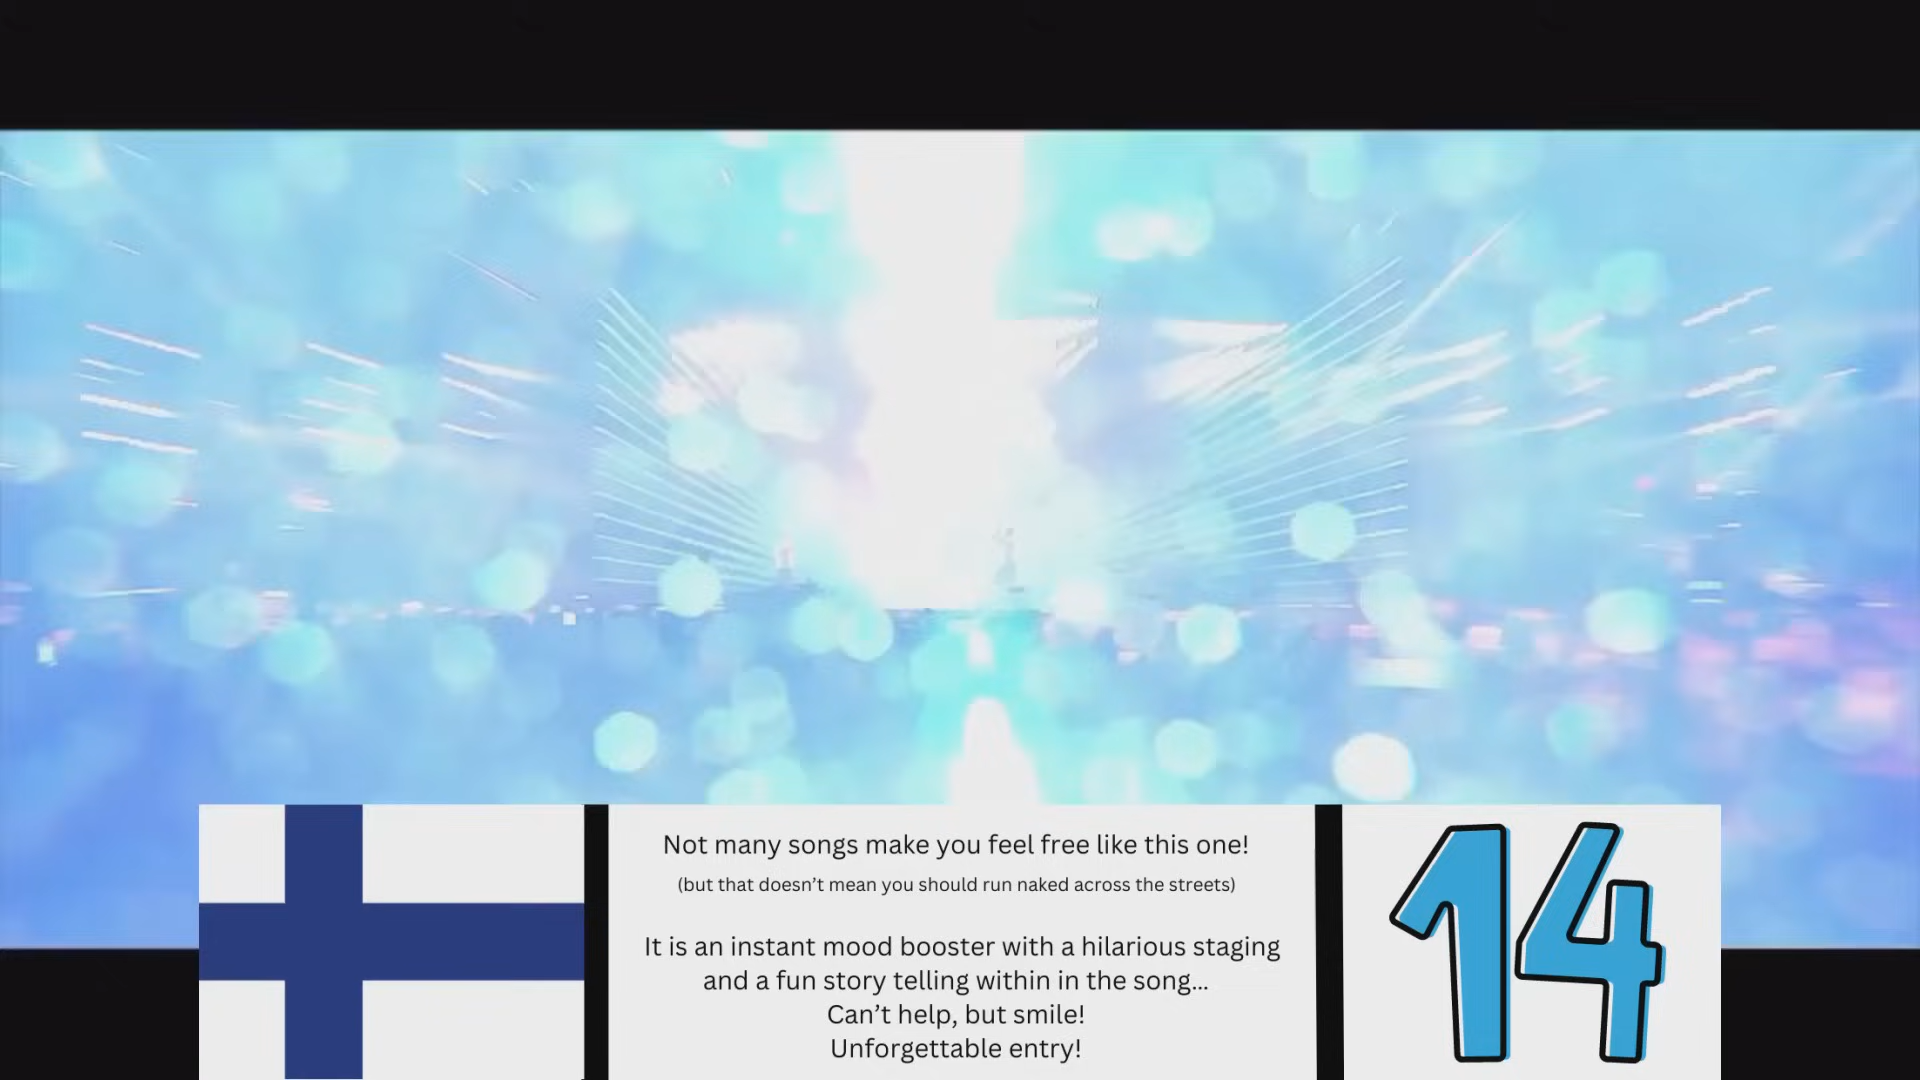 Not many songs make you feel free like this one!
(but that doesn't mean you should run naked across the streets)
It is an instant mood booster with a hilarious staging
and a fun story telling within in the song...
Can't help, but smile!
Unforgettable entry!
14